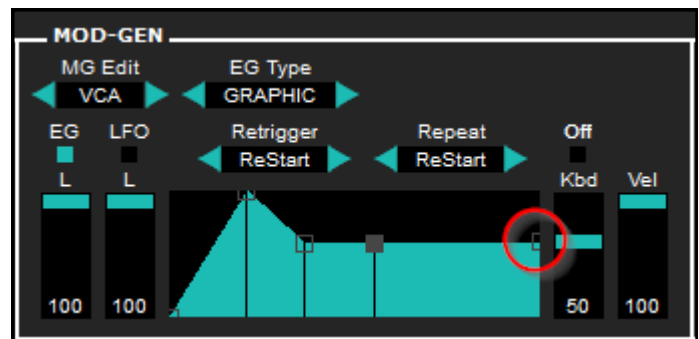 MOD-GEN
MG Edit EG Type
VCA GRAPHIC
EG LFO Retrigger Repeat Off
ReStart ReStart
L L Kbd Vel
100 100 50 100